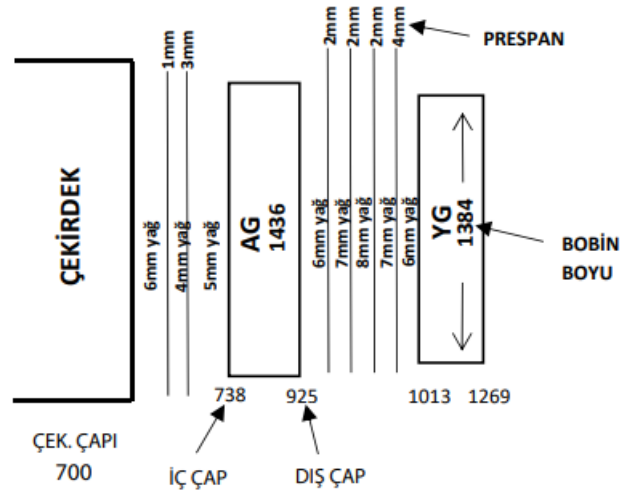 1mm
3mm
2mm
2mm
2mm
4mm
PRESPAN
ÇEKİRDEK
6mm yağ
4mm yağ
5mm yağ
AG
1436
6mm yağ
7mm yağ
8mm yağ
7mm yağ
6mm yağ
YG
1384
BOBİN
BOYU
738
925
1013
1269
ÇEK. ÇAPI
700
İÇ ÇAP
DIŞ ÇAP